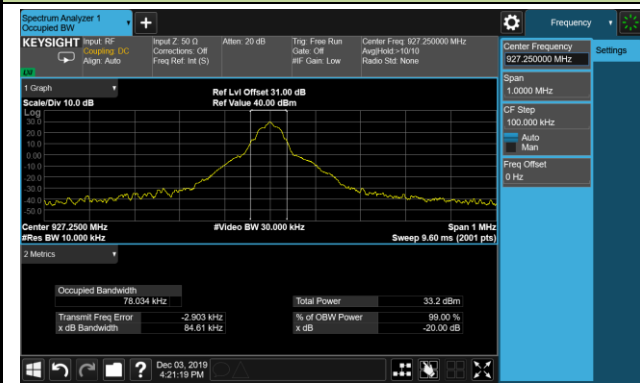 Spectrum Analyzer 1
Occupied BW
+
Frequency
KEYSIGHT
Input: RF
Coupling: DC
Align: Auto
Input Z: 50 Ω
Corrections: Off
Freq Ref: Int (S)
Atten: 20 dB
Trig: Free Run
Gate: Off
#IF Gain: Low
Center Freq: 927.250000 MHz
Avg|Hold:>10/10
Radio Std: None
Center Frequency
927.250000 MHz
Settings
Span
1.0000 MHz
CF Step
100.000 kHz
Auto
Man
Freq Offset
0 Hz
1 Graph
Scale/Div 10.0 dB
Ref Lvl Offset 31.00 dB
Ref Value 40.00 dBm
Log
30.0
20.0
10.0
0.00
-10.0
-20.0
-30.0
-40.0
-50.0
Center 927.2500 MHz
#Res BW 10.000 kHz
#Video BW 30.000 kHz
Span 1 MHz
Sweep 9.60 ms (2001 pts)
2 Metrics
Occupied Bandwidth
78.034 kHz
Transmit Freq Error -2.903 kHz
x dB Bandwidth 84.61 kHz
Total Power 33.2 dBm
% of OBW Power 99.00 %
x dB -20.00 dB
?
Dec 03, 2019
4:21:19 PM